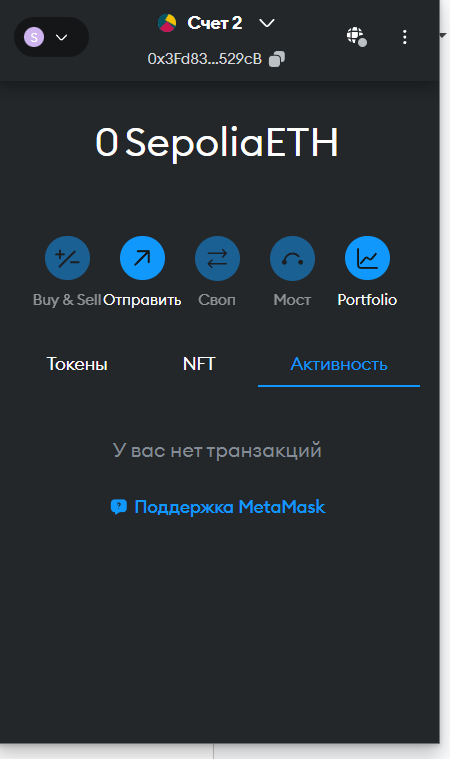 S
Счет 2
0x3Fd83...529cB
0 SepoliaETH
Buy & Sell Отправить Своп Мост Portfolio
Токены NFT Активность
У вас нет транзакций
Поддержка MetaMask